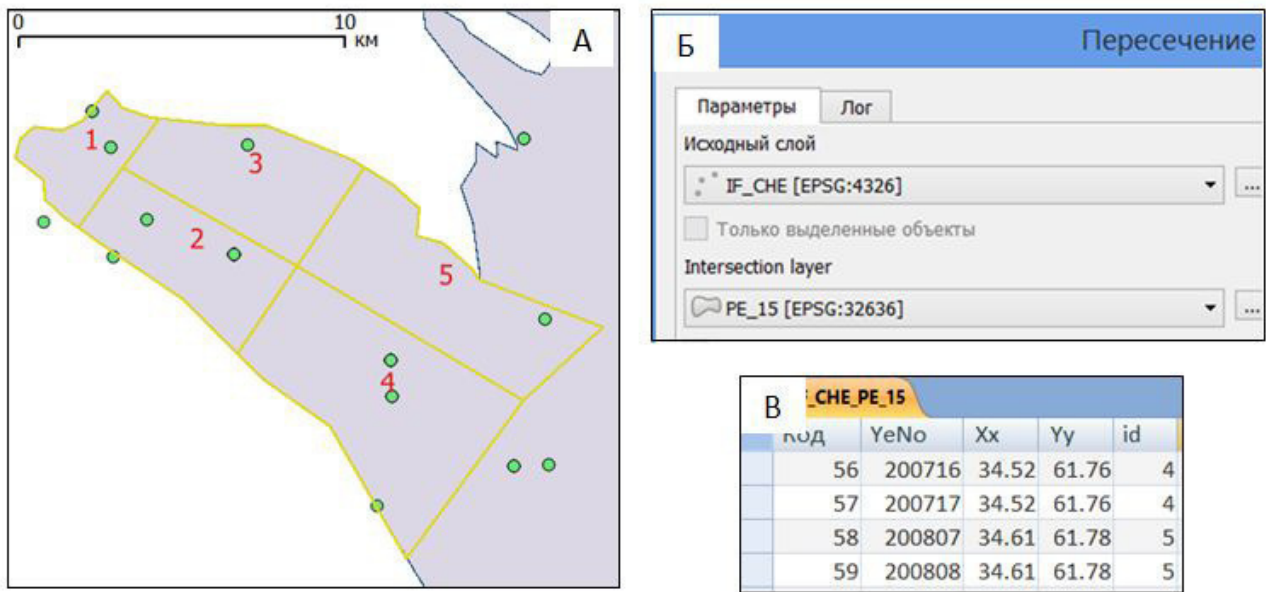 0 10
км
А
1
3
2
5
4
Б
Пересечение
Параметры Лог
Исходный слой
IF_CHE [EPSG:4326]
...
Только выделенные объекты
Intersection layer
PE_15 [EPSG:32636]
...
В
_CHE_PE_15
Код YeNo Xx Yy id
56 200716 34.52 61.76 4
57 200717 34.52 61.76 4
58 200807 34.61 61.78 5
59 200808 34.61 61.78 5